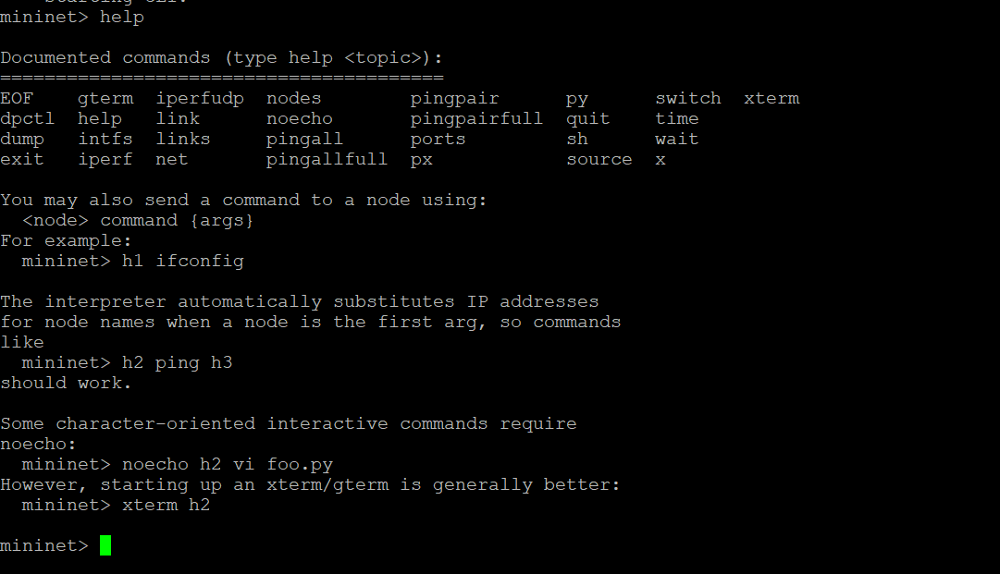 Starting CLI:
mininet> help
Documented commands (type help <topic>):
========================================
EOF    gterm  iperfudp  nodes        pingpair      py      switch  xterm
dpctl  help   link      noecho       pingpairfull  quit    time
dump   intfs  links     pingall      ports         sh      wait
exit   iperf  net       pingallfull  px            source  x
You may also send a command to a node using:
  <node> command {args}
For example:
  mininet> h1 ifconfig
The interpreter automatically substitutes IP addresses
for node names when a node is the first arg, so commands
like
  mininet> h2 ping h3
should work.
Some character-oriented interactive commands require
noecho:
  mininet> noecho h2 vi foo.py
However, starting up an xterm/gterm is generally better:
  mininet> xterm h2
mininet>